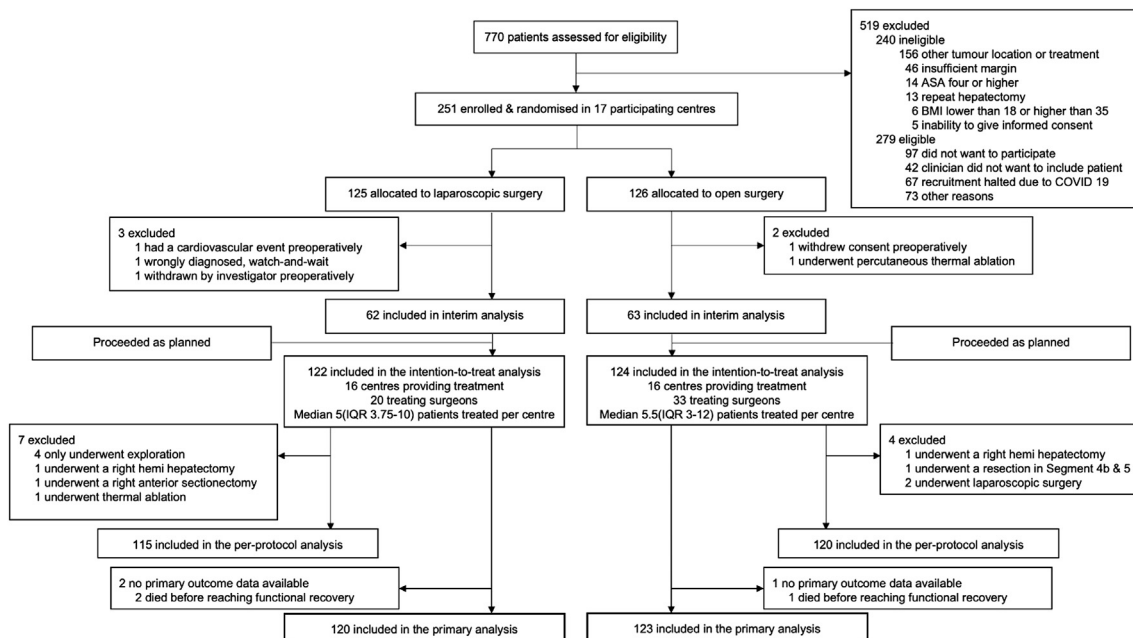 770 patients assessed for eligibility
519 excluded
240 ineligible
156 other tumour location or treatment
46 insufficient margin
14 ASA four or higher
13 repeat hepatectomy
6 BMI lower than 18 or higher than 35
5 inability to give informed consent
279 eligible
97 did not want to participate
42 clinician did not want to include patient
67 recruitment halted due to COVID 19
73 other reasons
251 enrolled & randomised in 17 participating centres
125 allocated to laparoscopic surgery
126 allocated to open surgery
3 excluded
1 had a cardiovascular event preoperatively
1 wrongly diagnosed, watch-and-wait
1 withdrawn by investigator preoperatively
2 excluded
1 withdrew consent preoperatively
1 underwent percutaneous thermal ablation
62 included in interim analysis
63 included in interim analysis
Proceeded as planned
Proceeded as planned
122 included in the intention-to-treat analysis
16 centres providing treatment
20 treating surgeons
Median 5(IQR 3.75-10) patients treated per centre
124 included in the intention-to-treat analysis
16 centres providing treatment
33 treating surgeons
Median 5.5(IQR 3-12) patients treated per centre
7 excluded
4 only underwent exploration
1 underwent a right hemi hepatectomy
1 underwent a right anterior sectionectomy
1 underwent thermal ablation
4 excluded
1 underwent a right hemi hepatectomy
1 underwent a resection in Segment 4b & 5
2 underwent laparoscopic surgery
115 included in the per-protocol analysis
120 included in the per-protocol analysis
2 no primary outcome data available
2 died before reaching functional recovery
1 no primary outcome data available
1 died before reaching functional recovery
120 included in the primary analysis
123 included in the primary analysis